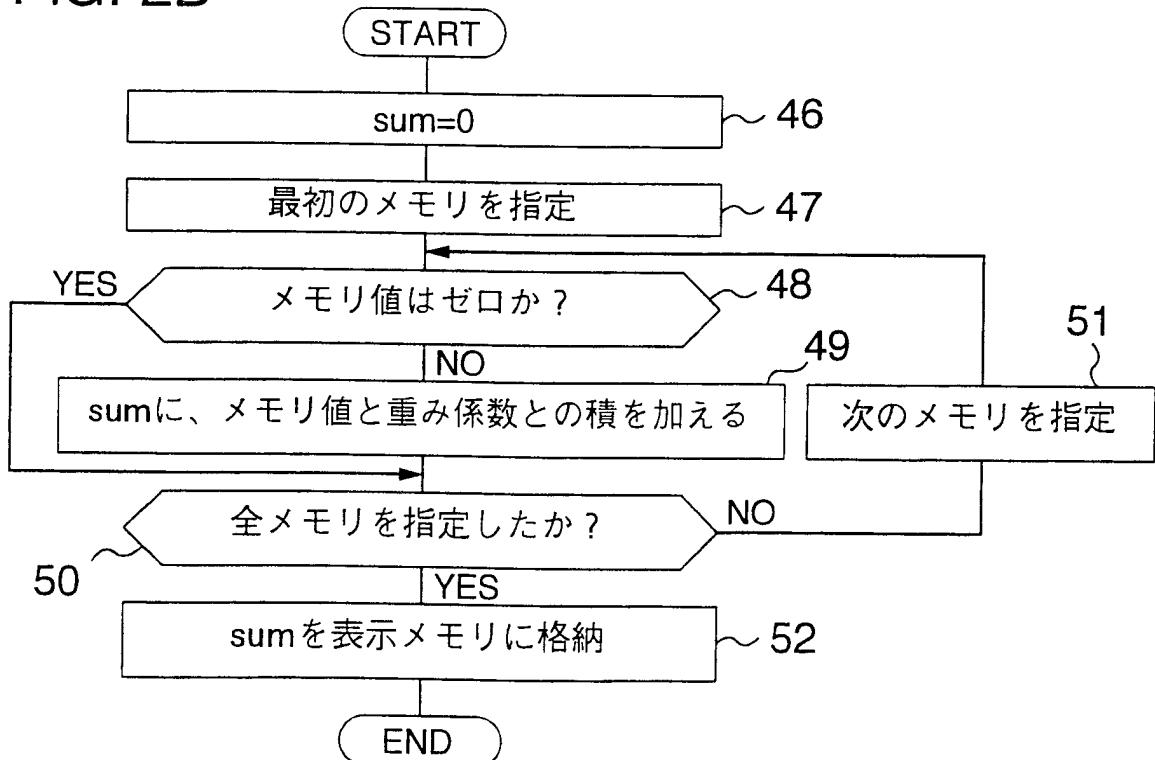 FIG. 2B
START
sum=0
46
最初のメモリを指定
47
YES
メモリ値はゼロか？
48
NO
49
51
sumに、メモリ値と重み係数との積を加える
次のメモリを指定
全メモリを指定したか？
NO
50
YES
sumを表示メモリに格納
52
END